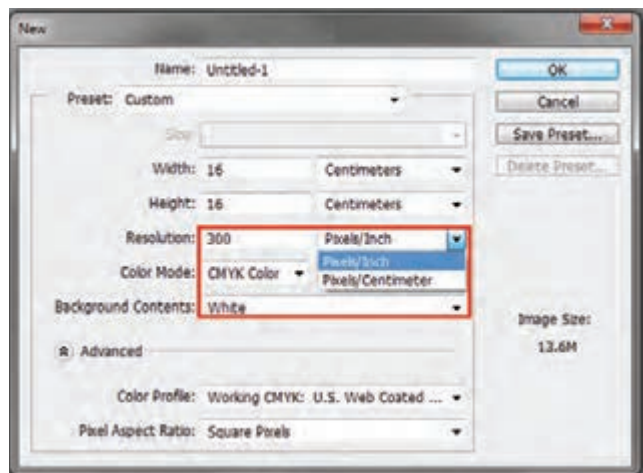 New
Name: Untitled-1
OK
Preset: Custom
Cancel
Size:
Save Preset...
Width: 16 Centimeters
Delete Preset...
Height: 16 Centimeters
Resolution: 300 Pixels/Inch
Pixels/Inch
Color Mode: CMYK Color
Pixels/Centimeter
Background Contents: White
Image Size:
Advanced
13.6M
Color Profile: Working CMYK: U.S. Web Coated ...
Pixel Aspect Ratio: Square Pixels